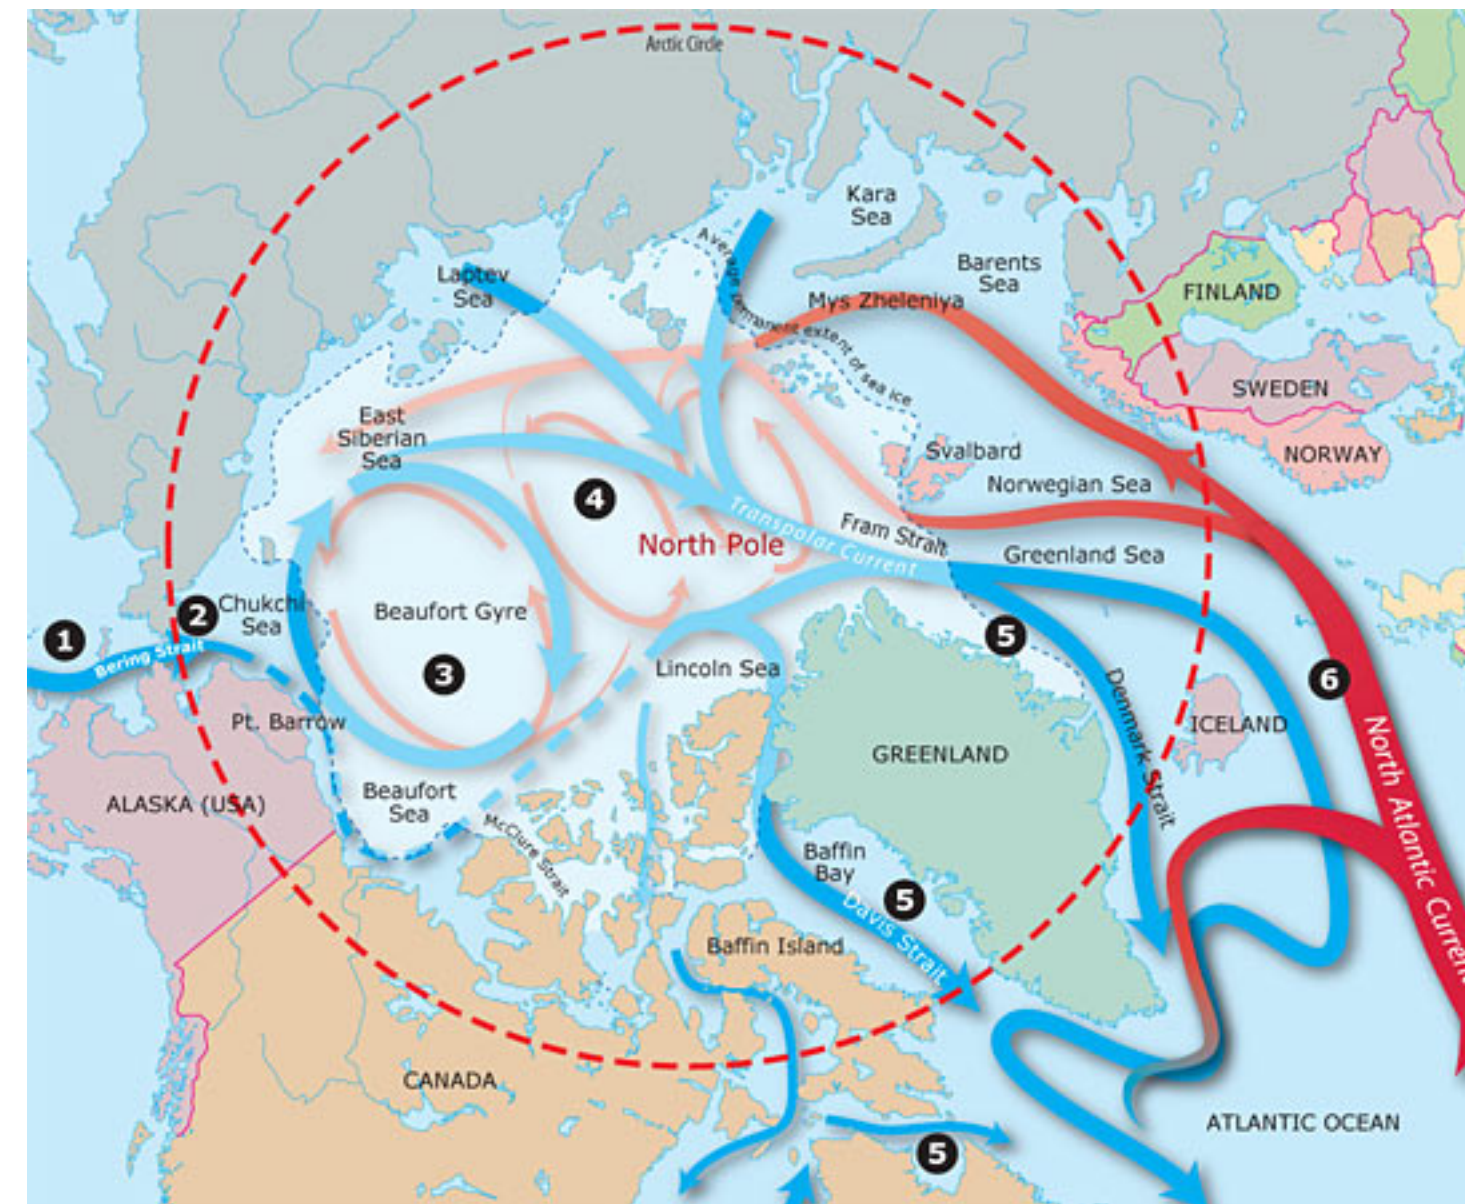 Arctic Circle
Kara
Sea
Barents
Sea
Laptev
Sea
Average permanent extent of sea ice
Mys Zheleniya
FINLAND
SWEDEN
NORWAY
East
Siberian
Sea
Svalbard
Norwegian Sea
4
Transpolar Current
Fram Strait
North Pole
Greenland Sea
1
2
Chukchi
Sea
Bering Strait
Beaufort Gyre
3
5
Lincoln Sea
6
Pt. Barrow
Denmark Strait
ICELAND
GREENLAND
North Atlantic Current
ALASKA (USA)
Beaufort
Sea
McClure Strait
Baffin
Bay
5
Davis Strait
Baffin Island
CANADA
ATLANTIC OCEAN
5